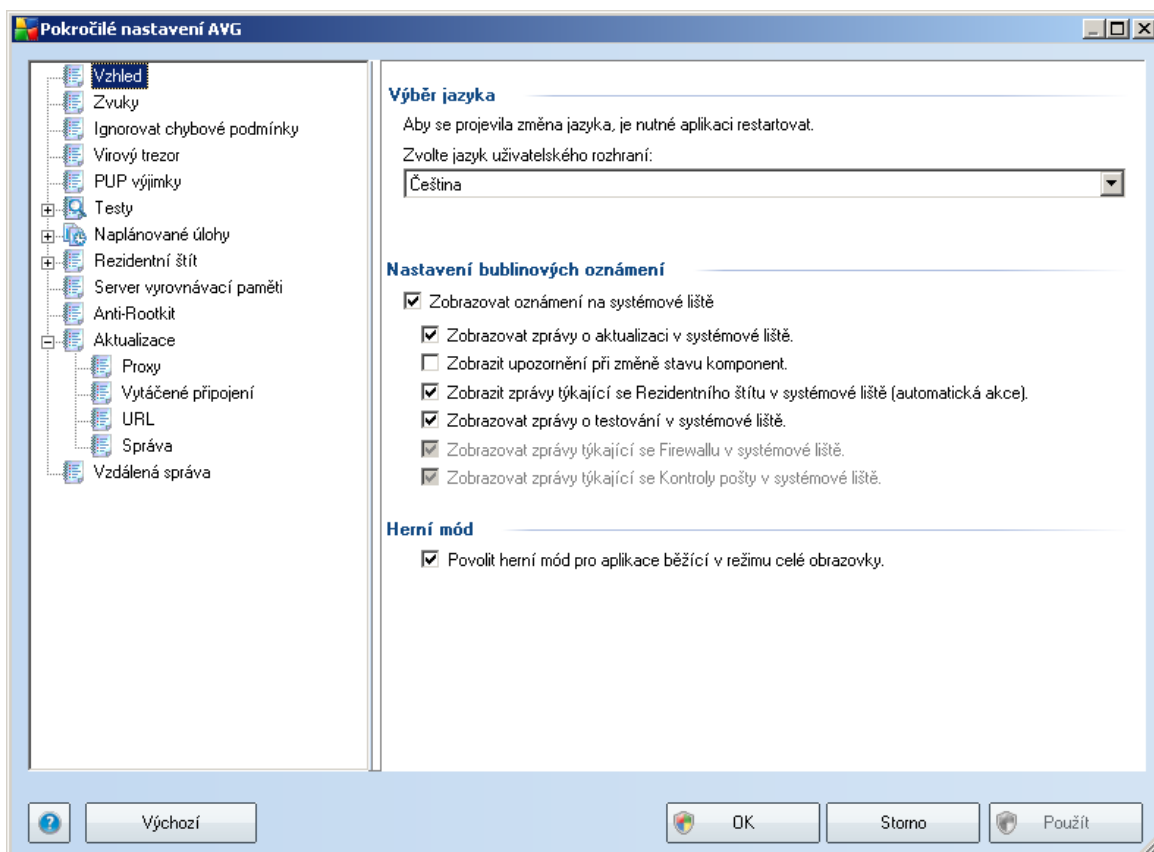 Pokročilé nastavení AVG
Vzhled
Zvuky
Ignorovat chybové podmínky
Virový trezor
PUP výjimky
Testy
Naplánované úlohy
Rezidentní štít
Server vyrovnávací paměti
Anti-Rootkit
Aktualizace
Proxy
Vytáčené připojení
URL
Správa
Vzdálená správa
Výběr jazyka
Aby se projevila změna jazyka, je nutné aplikaci restartovat.
Zvolte jazyk uživatelského rozhraní:
Čeština
Nastavení bublinových oznámení
Zobrazovat oznámení na systémové liště
Zobrazovat zprávy o aktualizaci v systémové liště.
Zobrazit upozornění při změně stavu komponent.
Zobrazit zprávy týkající se Rezidentního štítu v systémové liště (automatická akce).
Zobrazovat zprávy o testování v systémové liště.
Zobrazovat zprávy týkající se Firewallu v systémové liště.
Zobrazovat zprávy týkající se Kontroly pošty v systémové liště.
Herní mód
Povolit herní mód pro aplikace běžící v režimu celé obrazovky.
Výchozí
OK
Storno
Použít